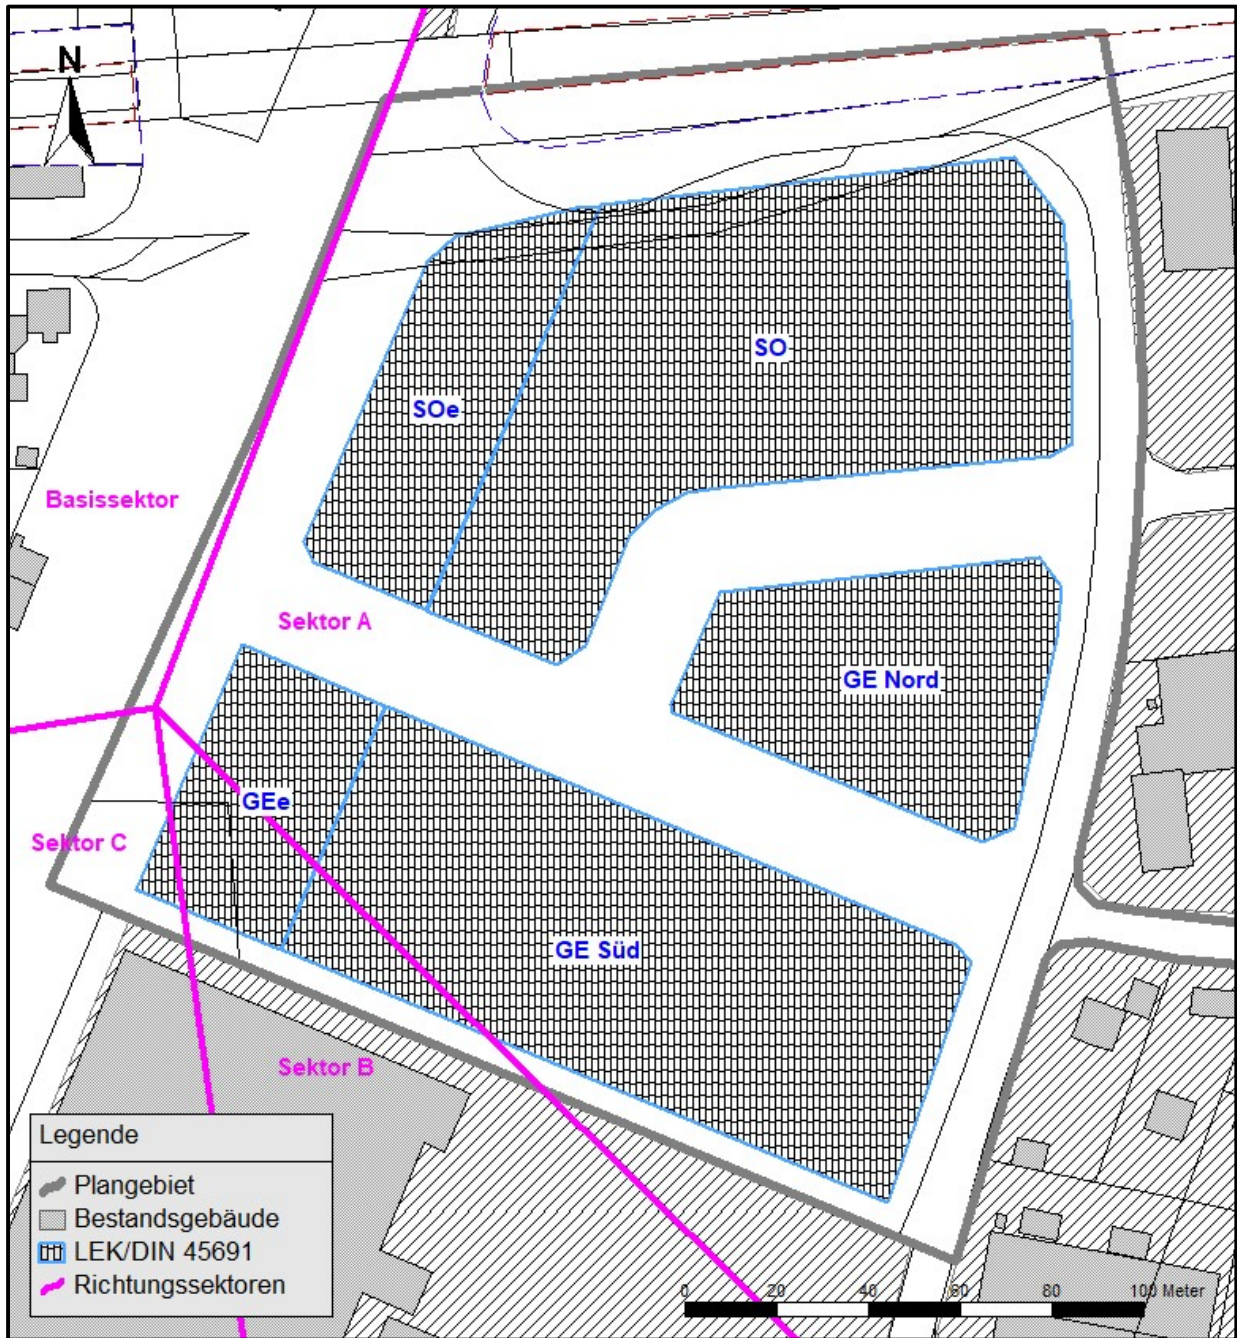 N
SO
SOe
Basissektor
Sektor A
GE Nord
GEe
Sektor C
GE Süd
Sektor B
Legende
Plangebiet
Bestandsgebäude
LEK/DIN 45691
Richtungssektoren
0 20 40 60 80 100 Meter